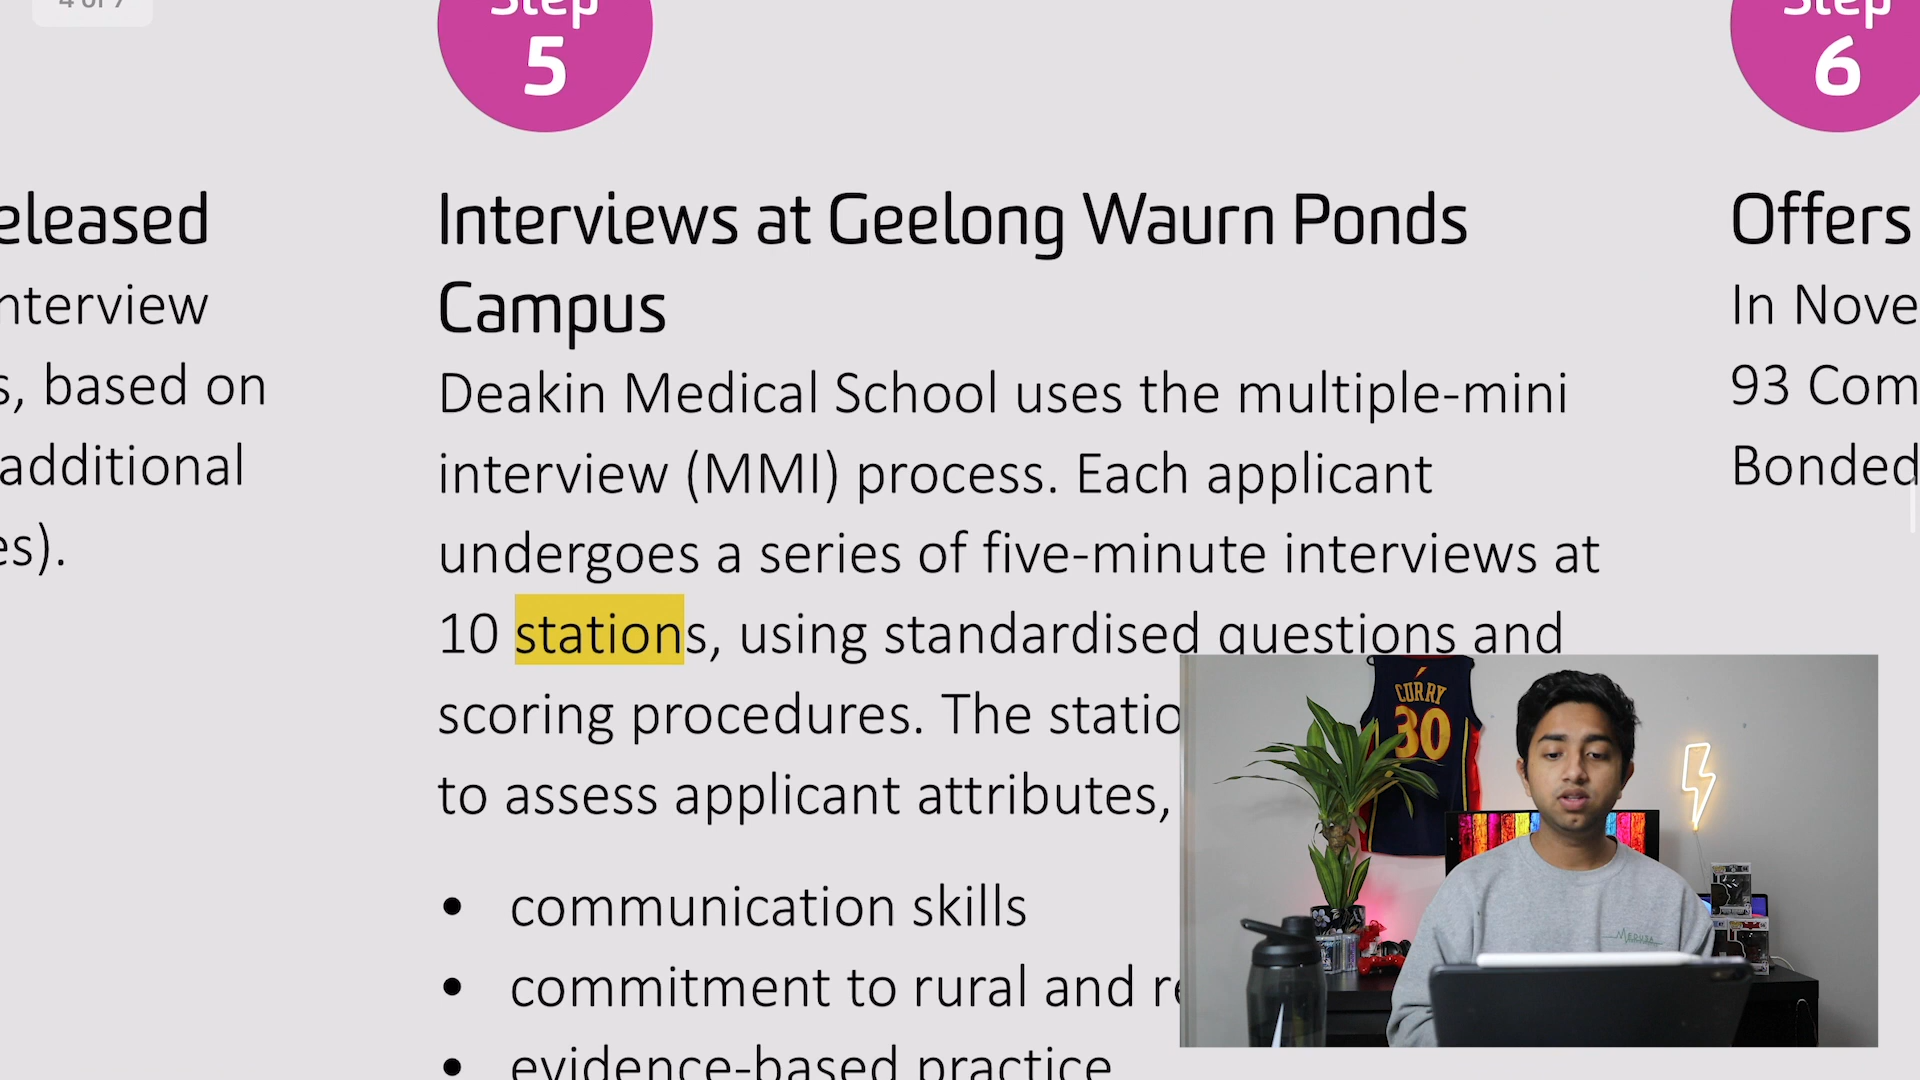 4 of 7
Step
5
Step
6
eleased
nterview
s, based on
additional
es).
Interviews at Geelong Waurn Ponds
Campus
Deakin Medical School uses the multiple-mini
interview (MMI) process. Each applicant
undergoes a series of five-minute interviews at
10 stations, using standardised questions and
scoring procedures. The statio
to assess applicant attributes,
• communication skills
• commitment to rural and re
• evidence-based practice
Offers
In Nove
93 Com
Bonded
CURRY
30